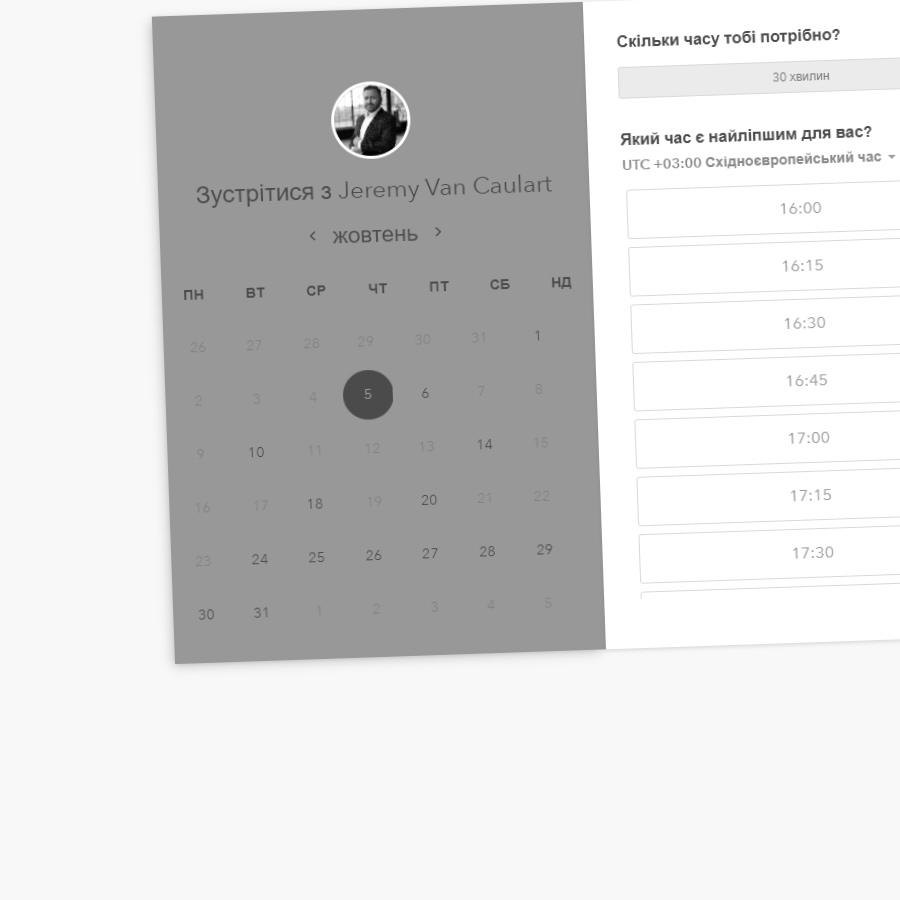 Зустрітися з Jeremy Van Caulart
‹ жовтень ›
ПН ВТ СР ЧТ ПТ СБ НД
26 27 28 29 30 31 1
2 3 4 5 6 7 8
9 10 11 12 13 14 15
16 17 18 19 20 21 22
23 24 25 26 27 28 29
30 31 1 2 3 4 5
Скільки часу тобі потрібно?
30 хвилин
Який час є найліпшим для вас?
UTC +03:00 Східноєвропейський час
16:00
16:15
16:30
16:45
17:00
17:15
17:30